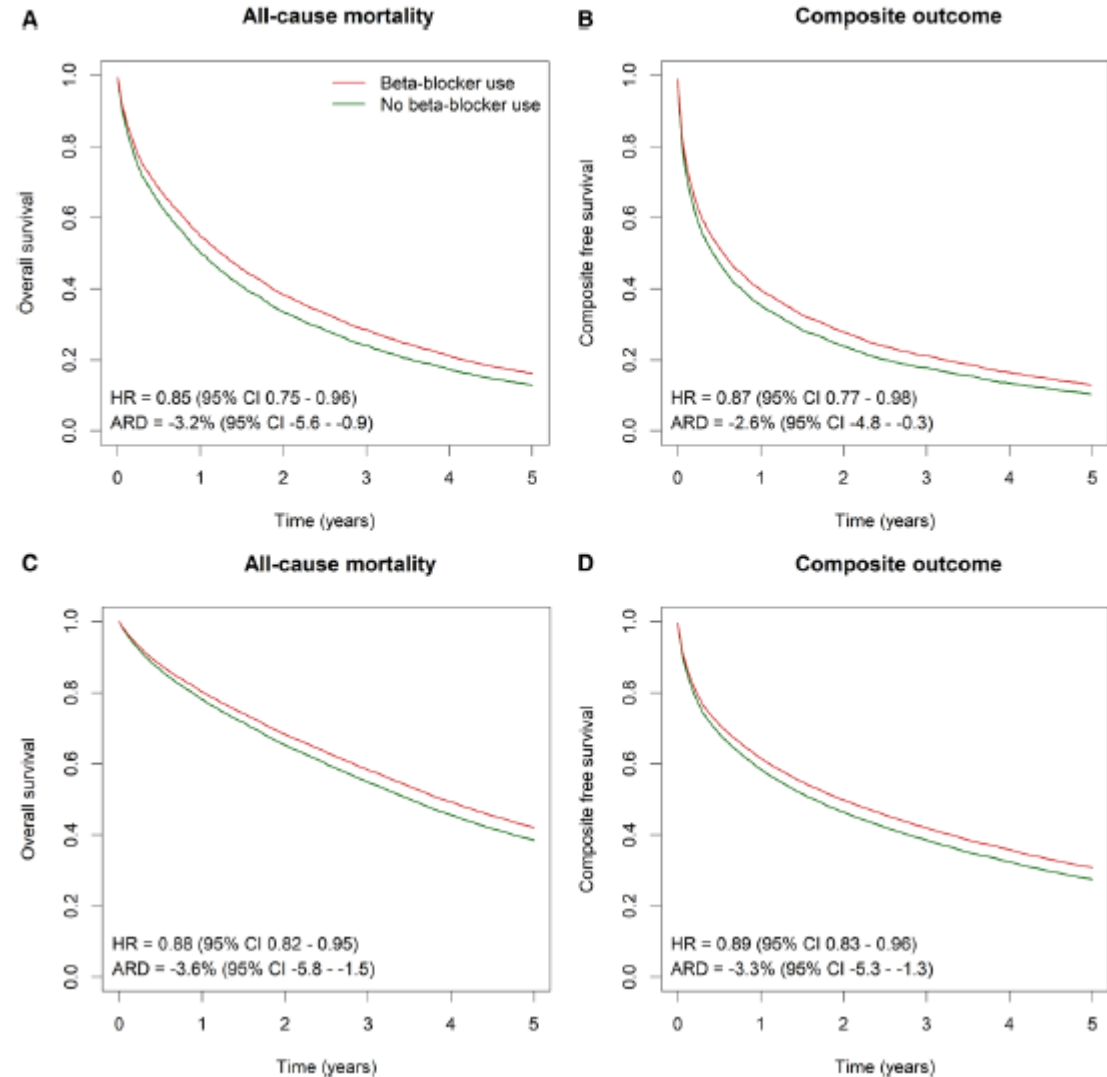 A
All-cause mortality
Overall survival
1.0
0.8
0.6
0.4
0.2
0.0
Beta-blocker use
No beta-blocker use
HR = 0.85 (95% CI 0.75 - 0.96)
ARD = -3.2% (95% CI -5.6 - -0.9)
0 1 2 3 4 5
Time (years)
B
Composite outcome
Composite free survival
1.0
0.8
0.6
0.4
0.2
0.0
HR = 0.87 (95% CI 0.77 - 0.98)
ARD = -2.6% (95% CI -4.8 - -0.3)
0 1 2 3 4 5
Time (years)
C
All-cause mortality
Overall survival
1.0
0.8
0.6
0.4
0.2
0.0
HR = 0.88 (95% CI 0.82 - 0.95)
ARD = -3.6% (95% CI -5.8 - -1.5)
0 1 2 3 4 5
Time (years)
D
Composite outcome
Composite free survival
1.0
0.8
0.6
0.4
0.2
0.0
HR = 0.89 (95% CI 0.83 - 0.96)
ARD = -3.3% (95% CI -5.3 - -1.3)
0 1 2 3 4 5
Time (years)